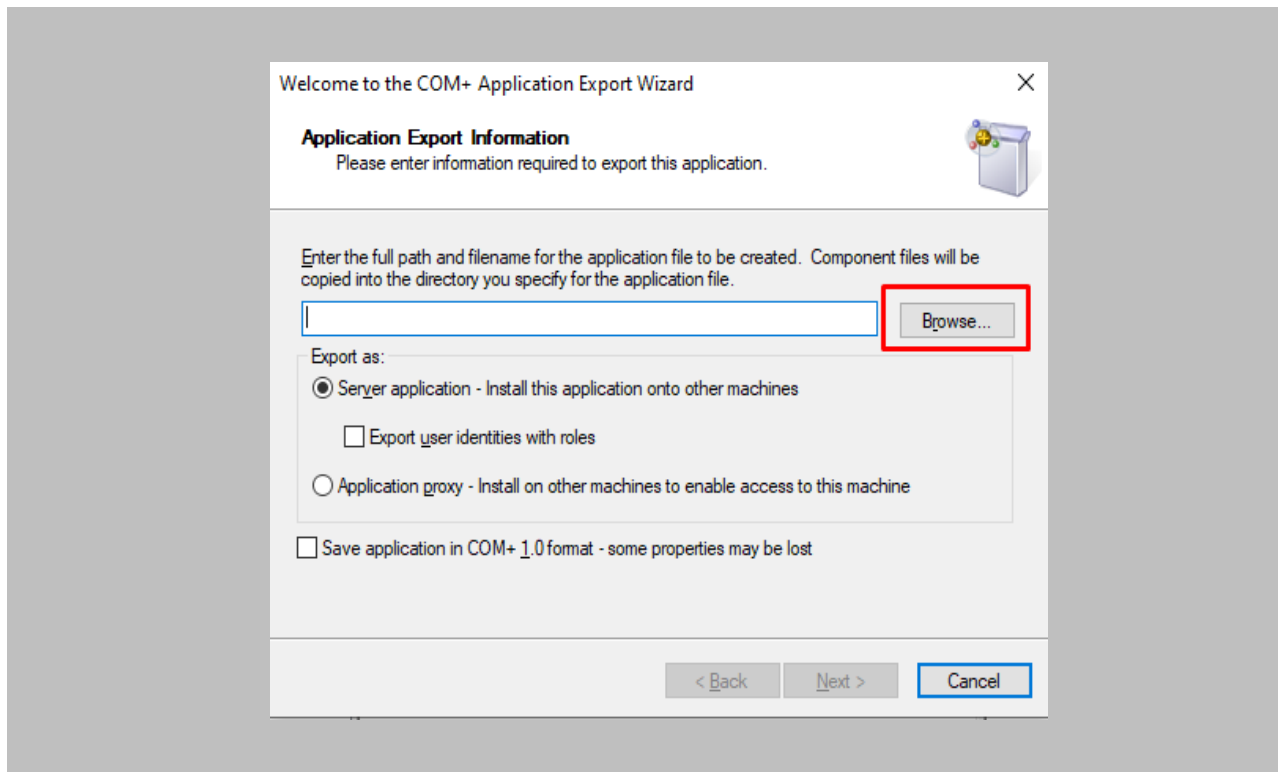 Welcome to the COM+ Application Export Wizard
Application Export Information
Please enter information required to export this application.
Enter the full path and filename for the application file to be created. Component files will be
copied into the directory you specify for the application file.
Browse...
Export as:
Server application - Install this application onto other machines
Export user identities with roles
Application proxy - Install on other machines to enable access to this machine
Save application in COM+ 1.0 format - some properties may be lost
< Back
Next >
Cancel